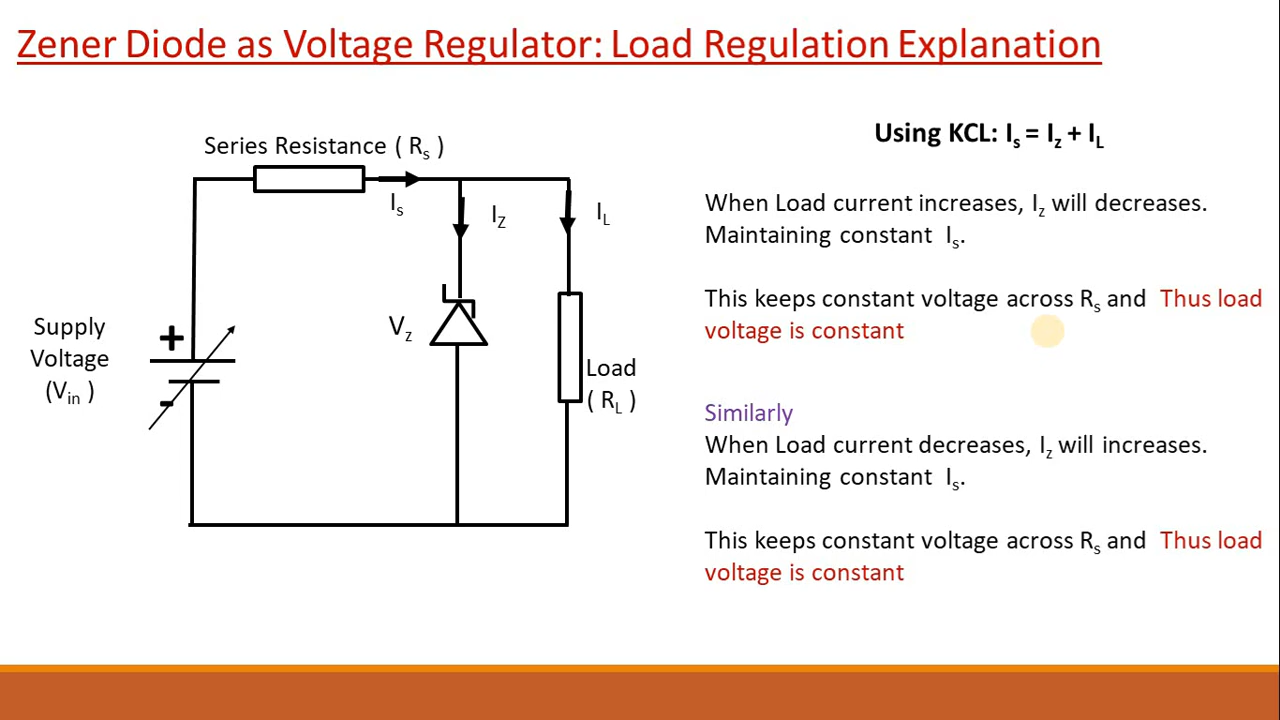 Zener Diode as Voltage Regulator: Load Regulation Explanation
Series Resistance ( Rs )
Is
IZ
IL
Supply
Voltage
(Vin )
+
-
Vz
Load
( RL )
Using KCL: Is = Iz + IL
When Load current increases, Iz will decreases.
Maintaining constant Is.
This keeps constant voltage across Rs and Thus load
voltage is constant
Similarly
When Load current decreases, Iz will increases.
Maintaining constant Is.
This keeps constant voltage across Rs and Thus load
voltage is constant